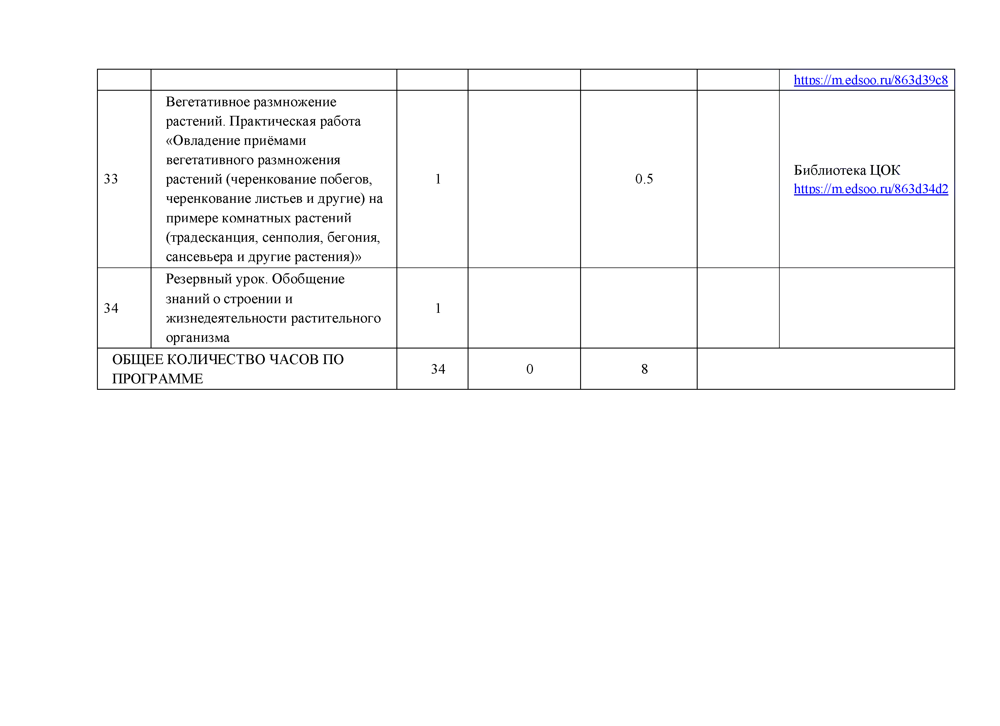 https://m.edsoo.ru/863d39c8
33
Вегетативное размножение
растений. Практическая работа
«Овладение приёмами
вегетативного размножения
растений (черенкование побегов,
черенкование листьев и другие) на
примере комнатных растений
(традесканция, сенполия, бегония,
сансевьера и другие растения)»
1
0.5
Библиотека ЦОК
https://m.edsoo.ru/863d34d2
34
Резервный урок. Обобщение
знаний о строении и
жизнедеятельности растительного
организма
1
ОБЩЕЕ КОЛИЧЕСТВО ЧАСОВ ПО
ПРОГРАММЕ
34
0
8